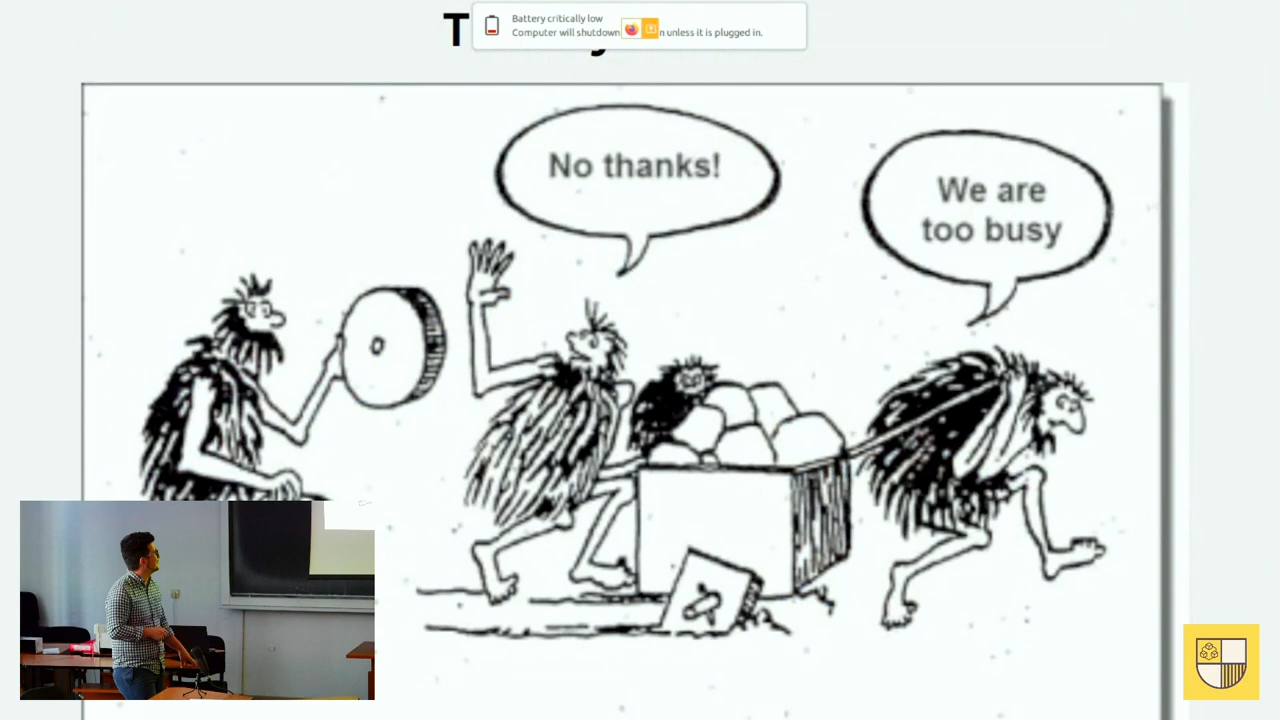 Battery critically low
Computer will shutdown
unless it is plugged in.
No thanks!
We are
too busy